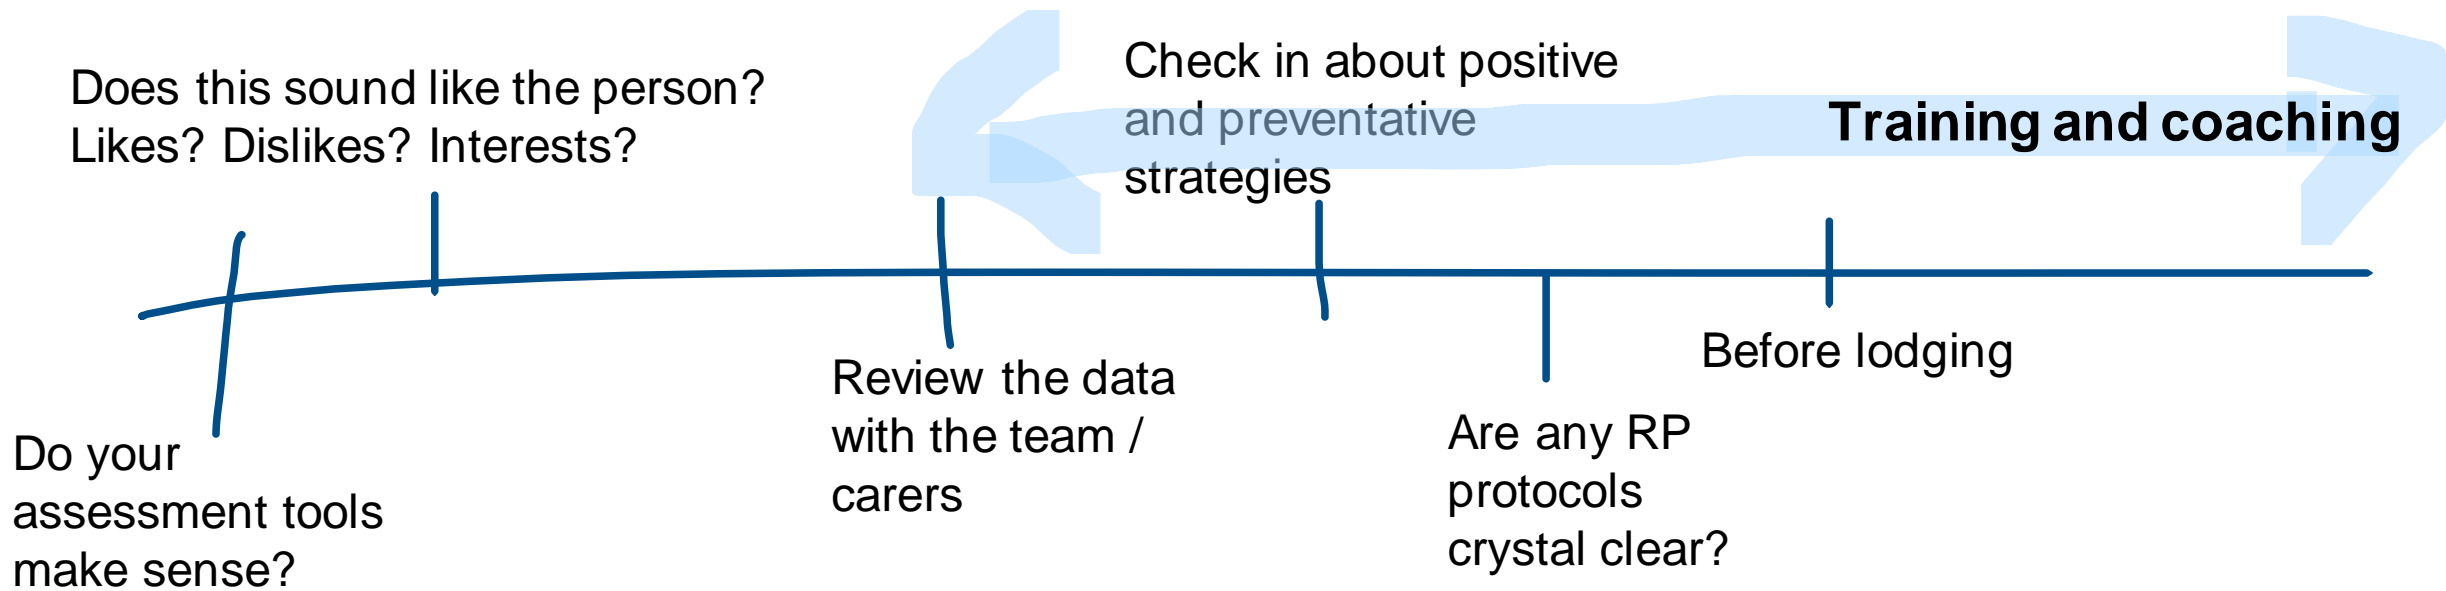 Does this sound like the person?
Likes? Dislikes? Interests?
Check in about positive
and preventative
strategies
Training and coaching
Do your
assessment tools
make sense?
Review the data
with the team /
carers
Are any RP
protocols
crystal clear?
Before lodging